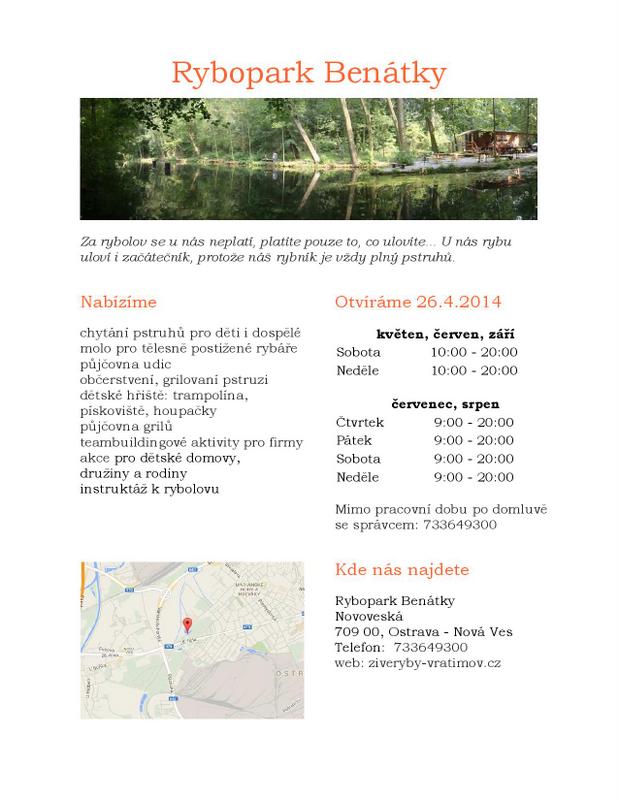 Rybopark Benátky
Za rybolov se u nás neplatí, platíte pouze to, co ulovíte... U nás rybu
uloví i začátečník, protože náš rybník je vždy plný pstruhů.
Nabízíme
chytání pstruhů pro děti i dospělé
molo pro tělesně postižené rybáře
půjčovna udic
občerstvení, grilovaní pstruzi
dětské hřiště: trampolína,
pískoviště, houpačky
půjčovna grilů
teambuildingové aktivity pro firmy
akce pro dětské domovy,
družiny a rodiny
instruktáž k rybolovu
Otvíráme 26.4.2014
květen, červen, září
Sobota 10:00 - 20:00
Neděle 10:00 - 20:00
červenec, srpen
Čtvrtek 9:00 - 20:00
Pátek 9:00 - 20:00
Sobota 9:00 - 20:00
Neděle 9:00 - 20:00
Mimo pracovní dobu po domluvě
se správcem: 733649300
Kde nás najdete
Rybopark Benátky
Novoveská
709 00, Ostrava - Nová Ves
Telefon: 733649300
web: ziveryby-vratimov.cz
OSTR